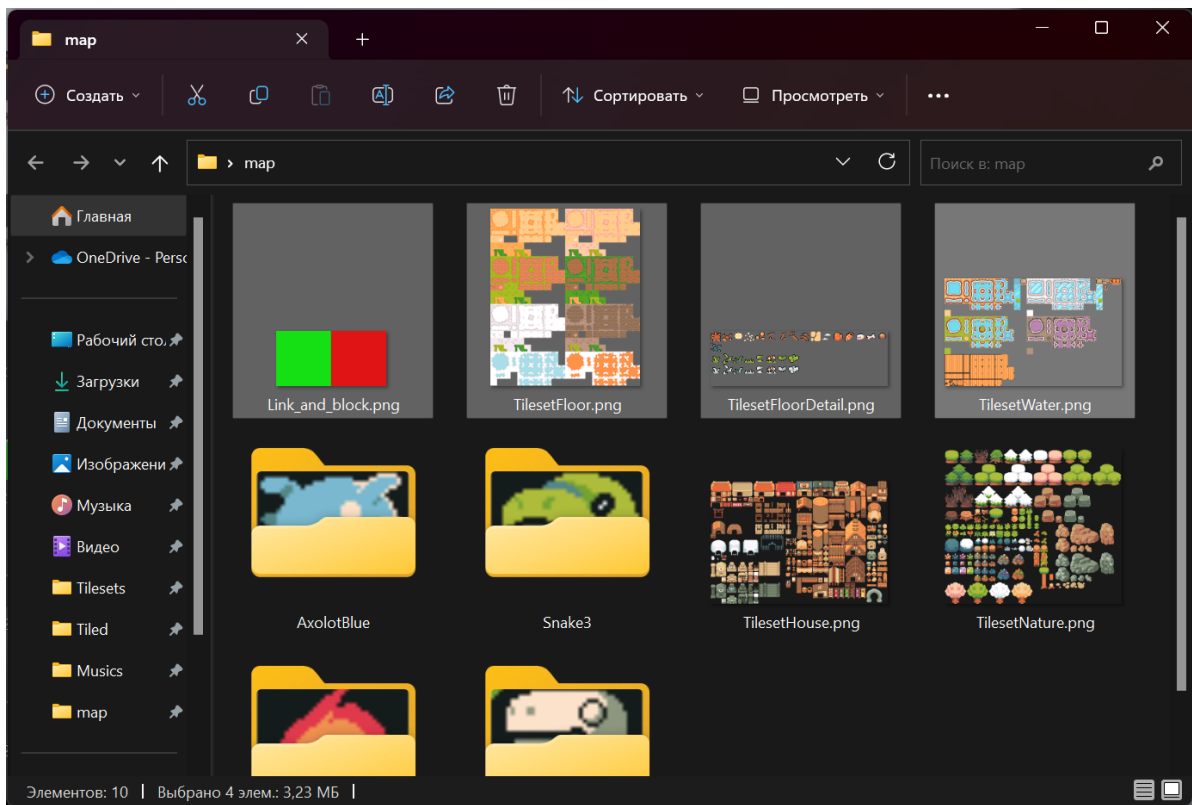 map
Создать
Сортировать
Просмотреть
map
Поиск в: map
Главная
OneDrive - Perso
Рабочий сто.
Загрузки
Документы
Изображени
Музыка
Видео
Tilesets
Tiled
Musics
map
Link_and_block.png
TilesetFloor.png
TilesetFloorDetail.png
TilesetWater.png
AxolotBlue
Snake3
TilesetHouse.png
TilesetNature.png
Элементов: 10
Выбрано 4 элем.: 3,23 МБ